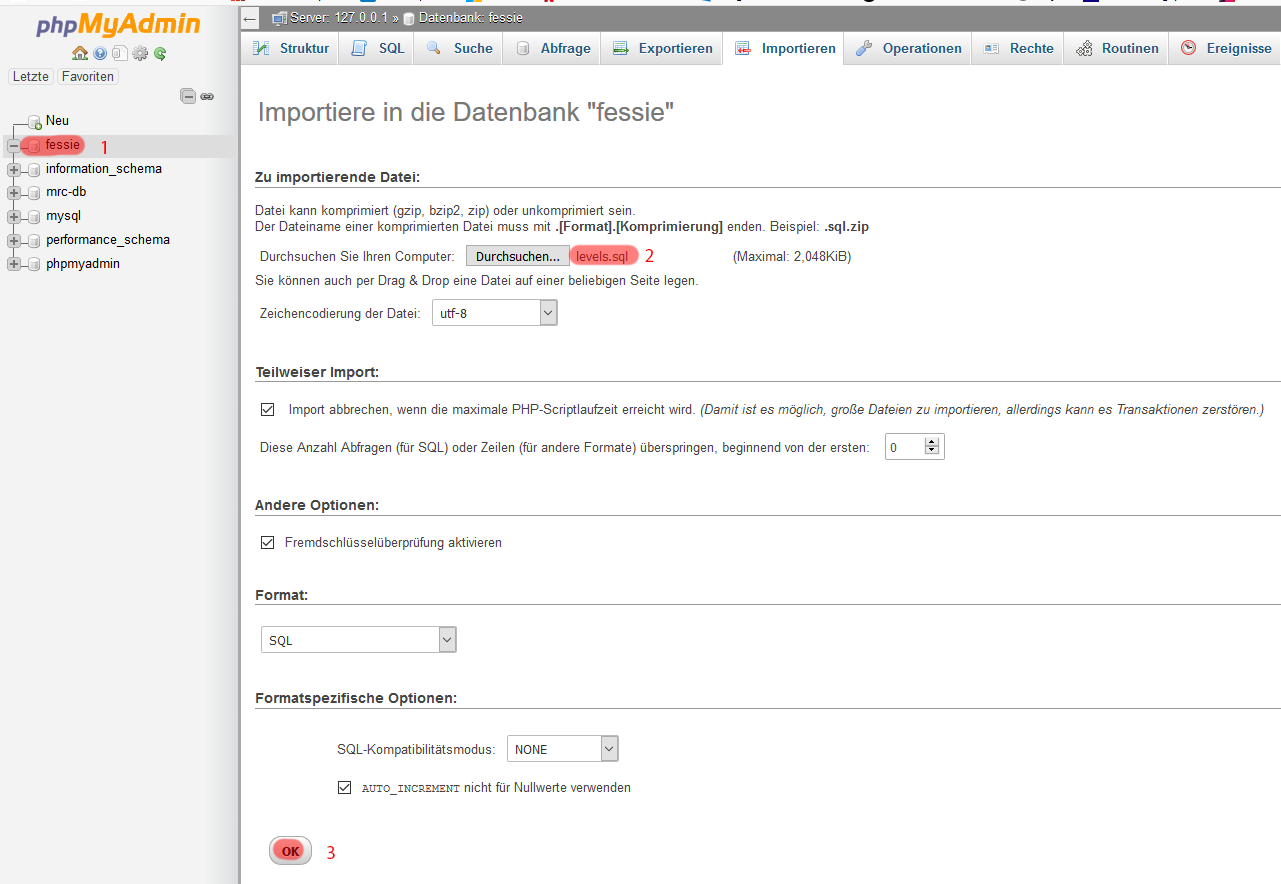 phpMyAdmin
Letzte Favoriten
Neu
fessie 1
information_schema
mrc-db
mysql
performance_schema
phpmyadmin
Server: 127.0.0.1 » Datenbank: fessie
Struktur SQL Suche Abfrage Exportieren Importieren Operationen Rechte Routinen Ereignisse
Importiere in die Datenbank "fessie"
Zu importierende Datei:
Datei kann komprimiert (gzip, bzip2, zip) oder unkomprimiert sein.
Der Dateiname einer komprimierten Datei muss mit .[Format].[Komprimierung] enden. Beispiel: .sql.zip
Durchsuchen Sie Ihren Computer: Durchsuchen... levels.sql 2 (Maximal: 2,048KiB)
Sie können auch per Drag & Drop eine Datei auf einer beliebigen Seite legen.
Zeichencodierung der Datei: utf-8
Teilweiser Import:
Import abbrechen, wenn die maximale PHP-Scriptlaufzeit erreicht wird. (Damit ist es möglich, große Dateien zu importieren, allerdings kann es Transaktionen zerstören.)
Diese Anzahl Abfragen (für SQL) oder Zeilen (für andere Formate) überspringen, beginnend von der ersten: 0
Andere Optionen:
Fremdschlüsselüberprüfung aktivieren
Format:
SQL
Formatspezifische Optionen:
SQL-Kompatibilitätsmodus: NONE
AUTO_INCREMENT nicht für Nullwerte verwenden
OK 3